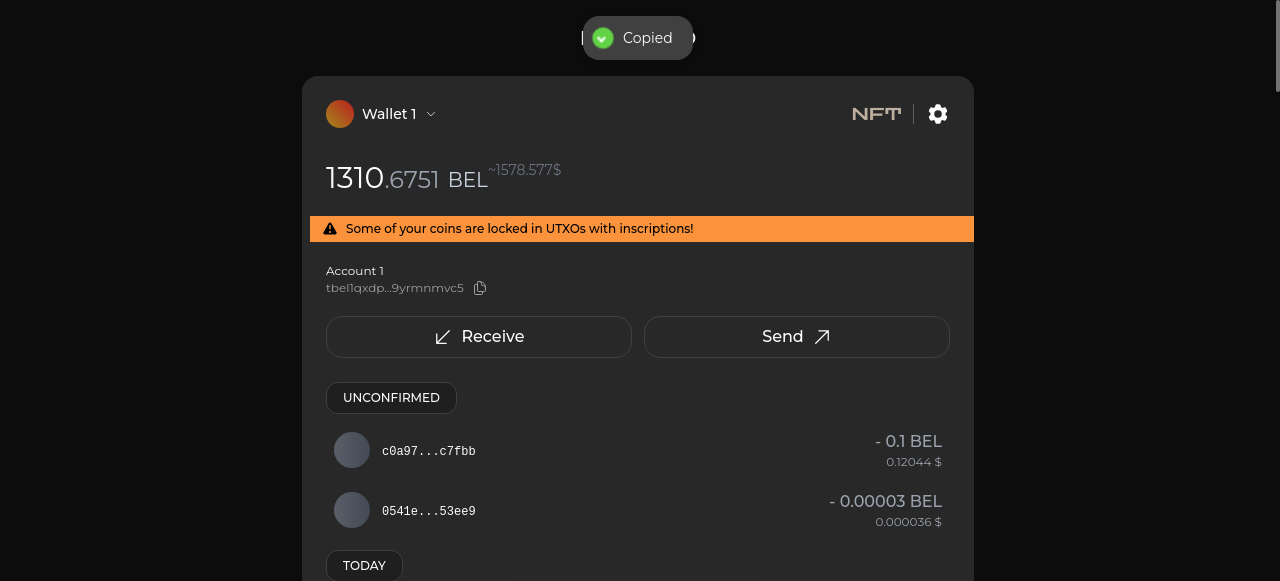 Copied
Wallet 1
NFT
1310.6751 BEL ~1578.577$
Some of your coins are locked in UTXOs with inscriptions!
Account 1
tbel1qxdp...9yrmnmvc5
Receive
Send
UNCONFIRMED
c0a97...c7fbb
- 0.1 BEL
0.12044 $
0541e...53ee9
- 0.00003 BEL
0.000036 $
TODAY